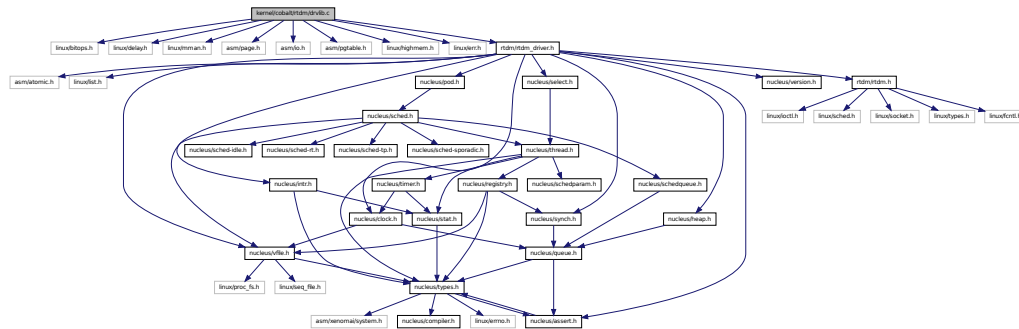 kernel/cobalt/rtdm/drvlib.c
linux/bitops.h
linux/delay.h
linux/mman.h
asm/page.h
asm/io.h
asm/pgtable.h
linux/highmem.h
linux/err.h
rtdm/rtdm_driver.h
asm/atomic.h
linux/list.h
nucleus/pod.h
nucleus/select.h
nucleus/version.h
rtdm/rtdm.h
nucleus/sched.h
linux/ioctl.h
linux/sched.h
linux/socket.h
linux/types.h
linux/fcntl.l
nucleus/sched-idle.h
nucleus/sched-rt.h
nucleus/sched-tp.h
nucleus/sched-sporadic.h
nucleus/thread.h
nucleus/intr.h
nucleus/timer.h
nucleus/registry.h
nucleus/schedparam.h
nucleus/schedqueue.h
nucleus/clock.h
nucleus/stat.h
nucleus/synch.h
nucleus/heap.h
nucleus/vfile.h
nucleus/queue.h
linux/proc_fs.h
linux/seq_file.h
nucleus/types.h
asm/xenomai/system.h
nucleus/compiler.h
linux/errno.h
nucleus/assert.h